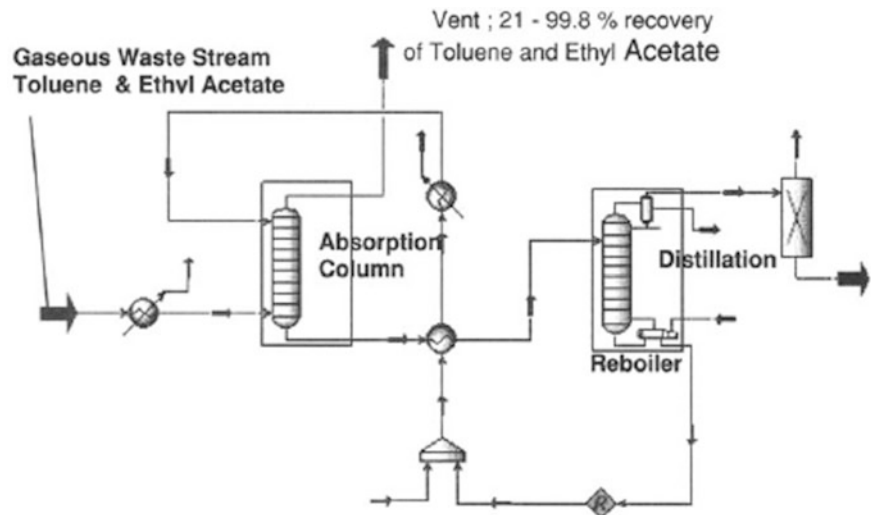 Vent ; 21 - 99.8 % recovery
of Toluene and Ethyl Acetate
Gaseous Waste Stream
Toluene & Ethyl Acetate
Absorption
Column
Distillation
Reboiler
R